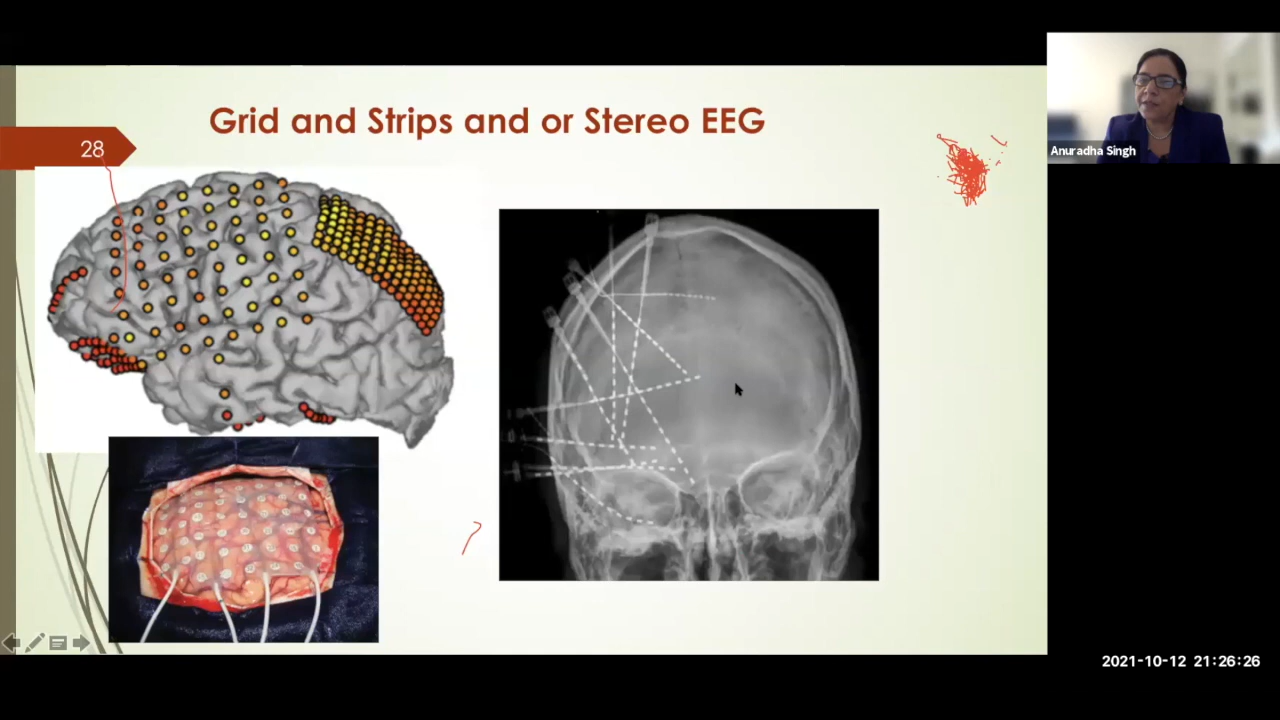 Grid and Strips and or Stereo EEG
28
Anuradha Singh
2021-10-12 21:26:26